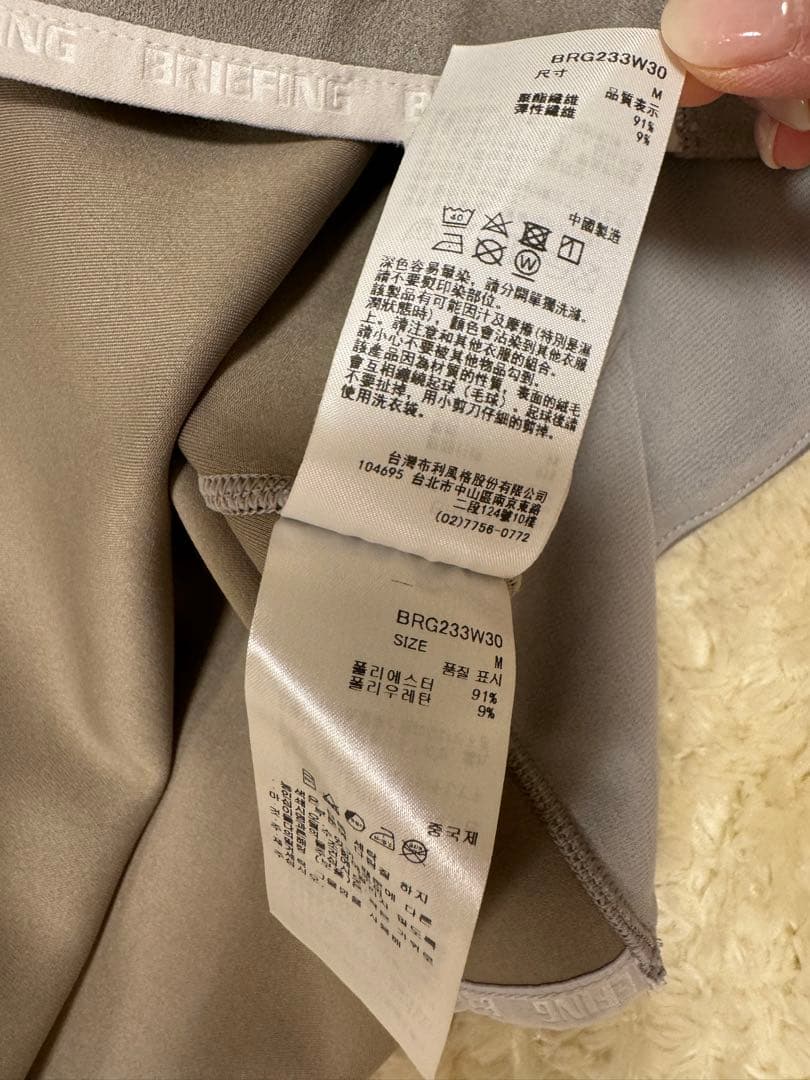 BRIEFING
BRG233W30
尺寸 M
品質表示
聚酯纖維 91%
彈性纖維 9%
40
W
中國製造
深色容易暈染，請分開單獨洗滌。
請不要熨印染部位。
該製品有可能因汗及摩擦(特別是濕
潤狀態時)，顏色會沾染到其他衣服
上。請注意和其他衣服的組合。
請小心不要被其他物品勾到。
該產品因為材質的性質，表面的絨毛
會互相纏繞起球（毛球）。起球後請
不要扯掉，用小剪刀仔細的剪掉。
使用洗衣袋。
台灣布利風格股份有限公司
104695 台北市中山區南京東路
二段124號10樓
(02)7756-0772
BRG233W30
SIZE M
품질 표시
폴리에스터 91%
폴리우레탄 9%
중국제
BRIEFING